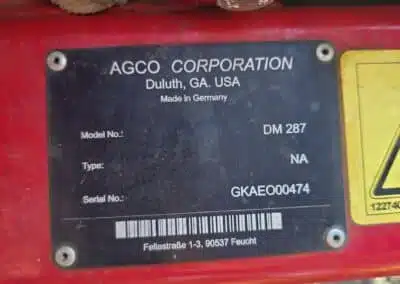 AGCO CORPORATION
Duluth, GA. USA
Made in Germany
Model No.: DM 287
Type: NA
Serial No.: GKAEO00474
Fellastraße 1-3, 90537 Feucht